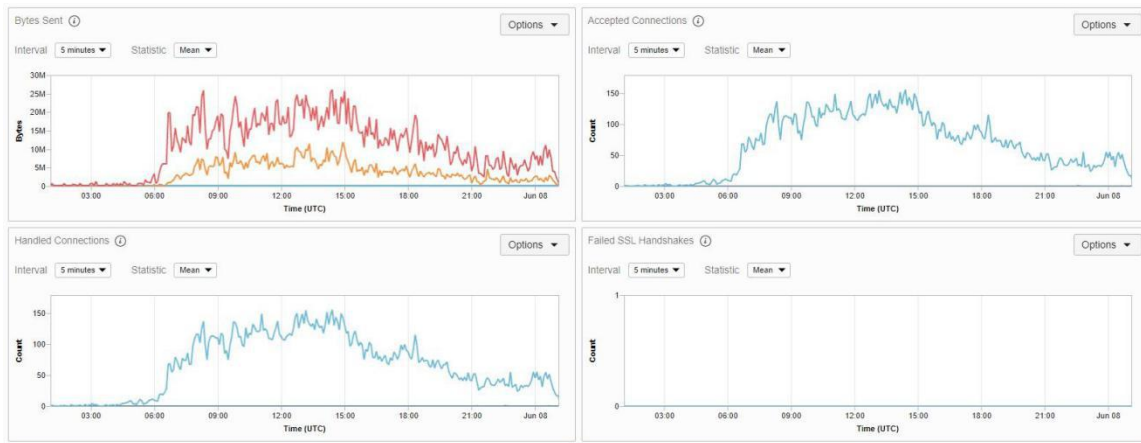 Bytes Sent
Options
Interval 5 minutes Statistic Mean
30M
25M
20M
15M
10M
5M
0
Bytes
03:00 06:00 09:00 12:00 15:00 18:00 21:00 Jun 08
Time (UTC)
Accepted Connections
Options
Interval 5 minutes Statistic Mean
150
100
50
0
Count
03:00 06:00 09:00 12:00 15:00 18:00 21:00 Jun 08
Time (UTC)
Handled Connections
Options
Interval 5 minutes Statistic Mean
150
100
50
0
Count
03:00 06:00 09:00 12:00 15:00 18:00 21:00 Jun 08
Time (UTC)
Failed SSL Handshakes
Options
Interval 5 minutes Statistic Mean
1
0
Count
03:00 06:00 09:00 12:00 15:00 18:00 21:00 Jun 08
Time (UTC)